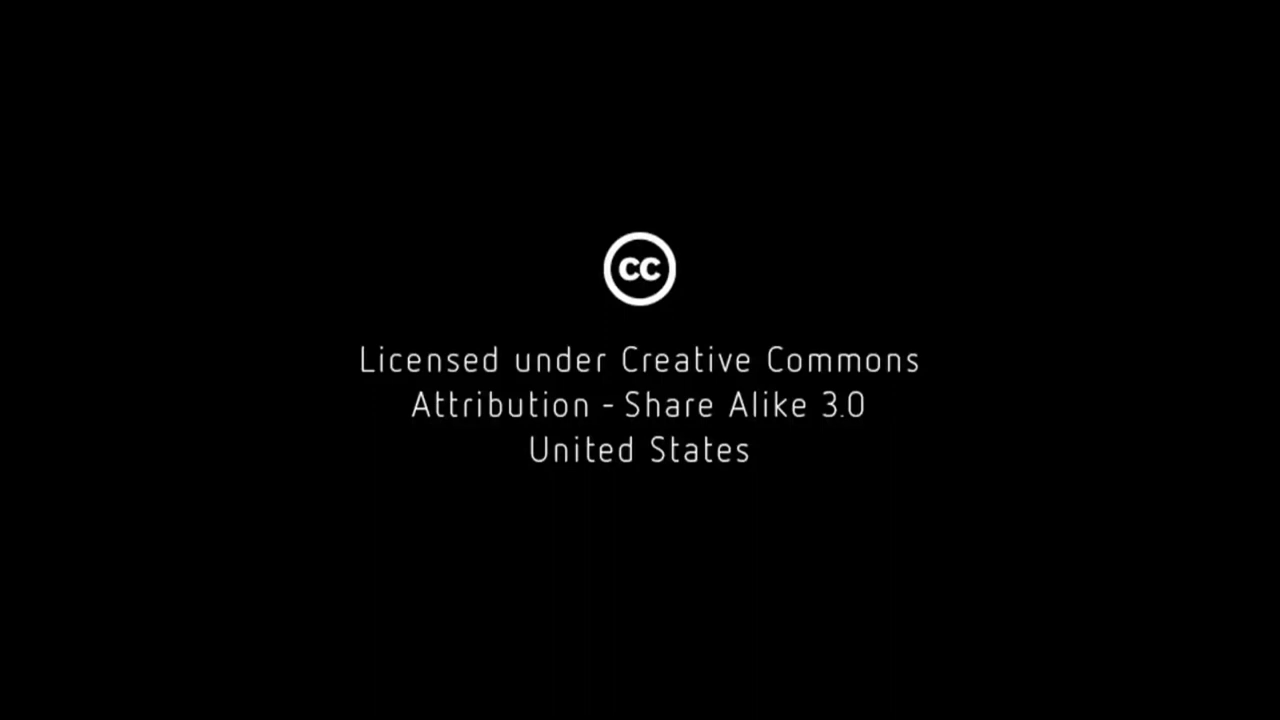 cc
Licensed under Creative Commons
Attribution - Share Alike 3.0
United States